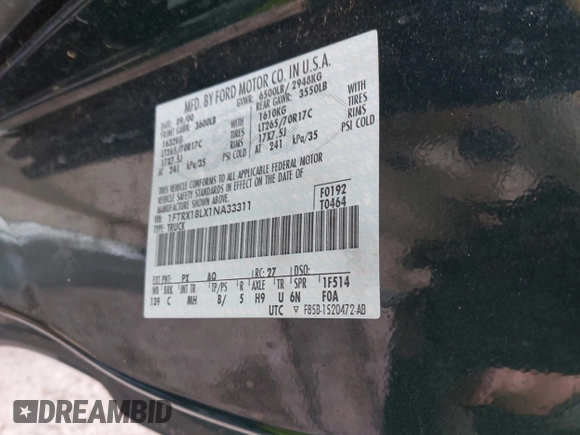 MFD. BY FORD MOTOR CO. IN U.S.A.
DATE: 09/00 GVWR: 6500LB/ 2948KG
FRONT GAWR: 3600LB REAR GAWR: 3550LB
1632KG WITH 1610KG WITH
LT265/70R17C TIRES LT265/70R17C TIRES
17X7.5J RIMS 17X7.5J RIMS
AT 241 kPa/35 PSI COLD AT 241 kPa/35 PSI COLD
THIS VEHICLE CONFORMS TO ALL APPLICABLE FEDERAL MOTOR
VEHICLE SAFETY STANDARDS IN EFFECT ON THE DATE OF
MANUFACTURE SHOWN ABOVE.
VIN: 1FTRX18LX1NA33311 F0192
TYPE: TRUCK T0464
EXT PNT: PX AQ RC: 27 DSO:
WB BRK INT TR TP/PS R AXLE TR SPR 1F514
139 C MH B/ 5 H9 U 6N F0A
UTC ▽ F85B-1520472-AB
DREAMBID